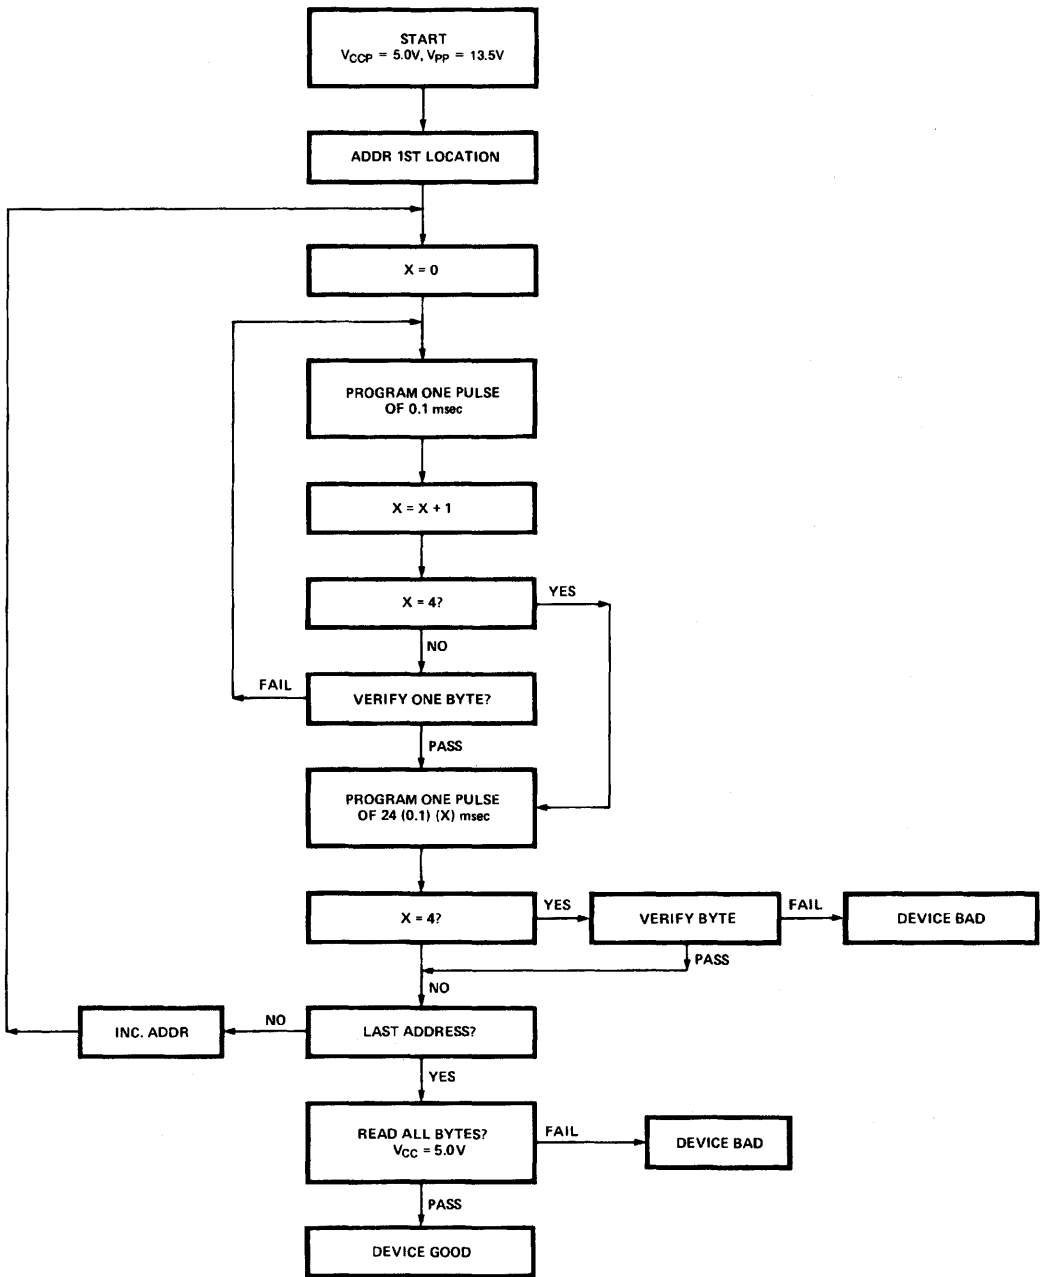 START
VCCP = 5.0V, VPP = 13.5V
ADDR 1ST LOCATION
X = 0
PROGRAM ONE PULSE
OF 0.1 msec
X = X + 1
X = 4?
YES
NO
FAIL
VERIFY ONE BYTE?
PASS
PROGRAM ONE PULSE
OF 24 (0.1) (X) msec
X = 4?
YES
VERIFY BYTE
FAIL
DEVICE BAD
PASS
NO
INC. ADDR
NO
LAST ADDRESS?
YES
READ ALL BYTES?
VCC = 5.0V
FAIL
DEVICE BAD
PASS
DEVICE GOOD